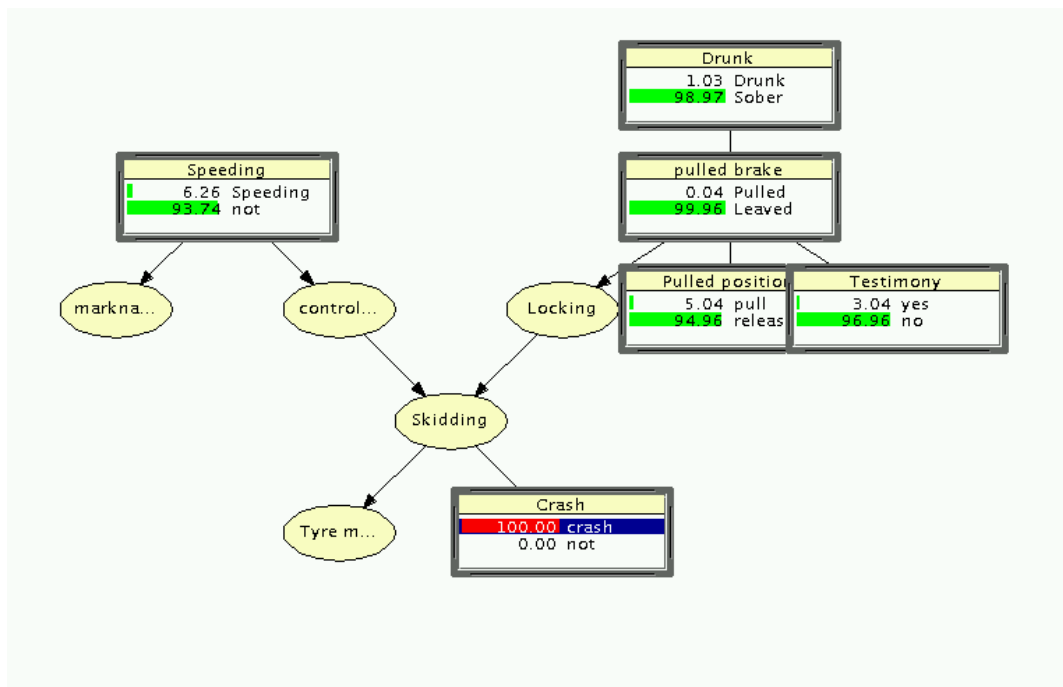 Drunk
1.03 Drunk
98.97 Sober
Speeding
6.26 Speeding
93.74 not
pulled brake
0.04 Pulled
99.96 Leaved
markna...
control...
Locking
Pulled position
5.04 pull
94.96 releas
Testimony
3.04 yes
96.96 no
Skidding
Tyre m...
Crash
100.00 crash
0.00 not